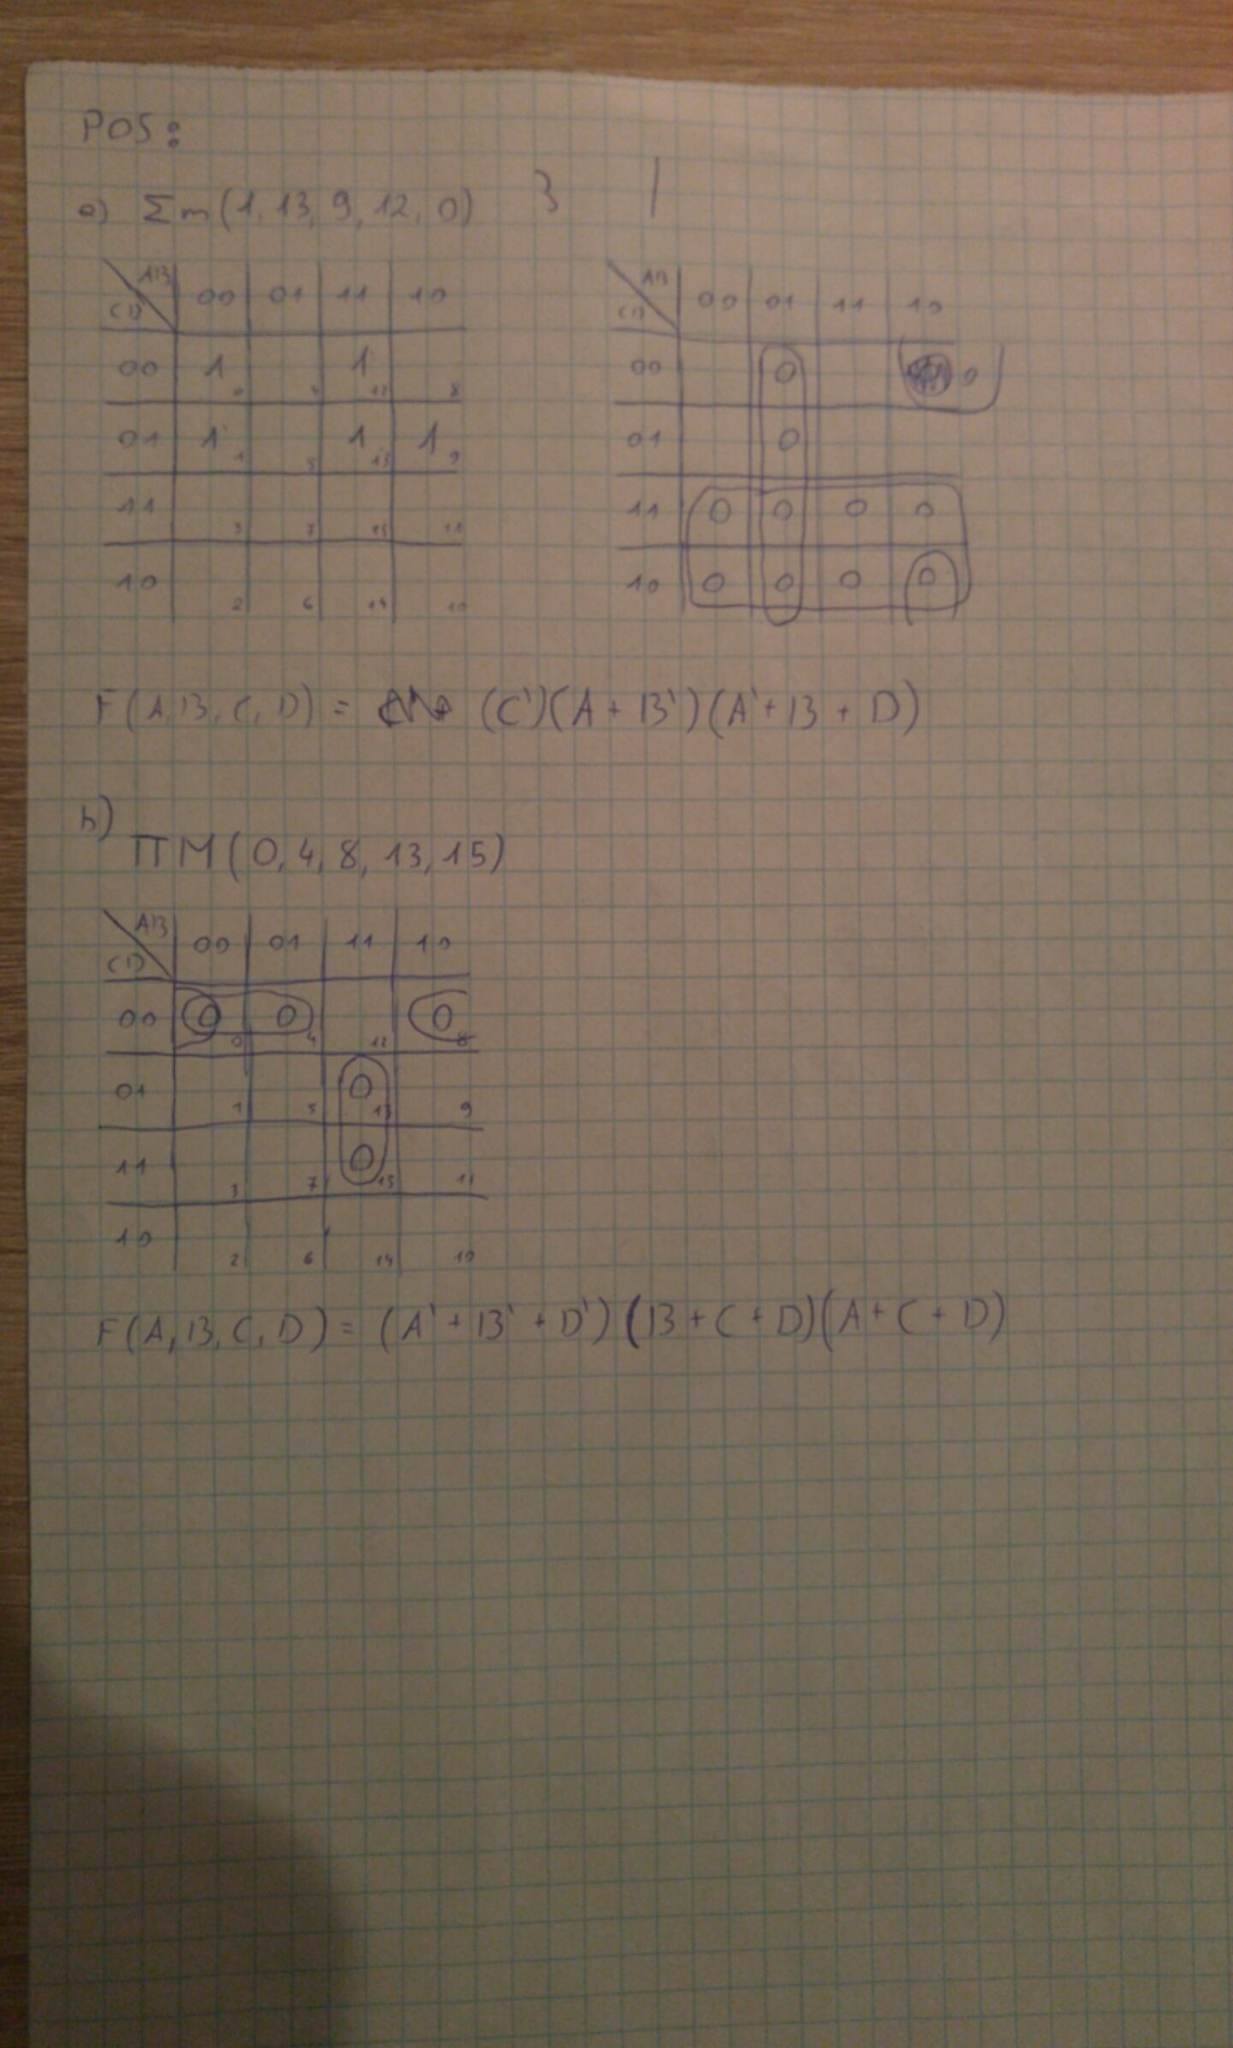 POS:
a) Σm(1, 13, 9, 12, 0)
AB 00 01 11 10 AB 00 01 11 10
CD CD
00 1 0 4 1 12 8 00 0 0
01 1 1 5 1 13 1 9 01 0
11 3 7 15 11 11 0 0 0 0
10 2 6 14 10 10 0 0 0 0
F(A,B,C,D) = (C')(A+B')(A'+B+D)
b)
ΠM(0,4,8,13,15)
AB 00 01 11 10
CD
00 0 0 0 4 12 0 8
01 1 5 0 13 9
11 3 7 0 15 11
10 2 6 14 10
F(A,B,C,D) = (A'+B'+D')(B+C+D)(A+C+D)